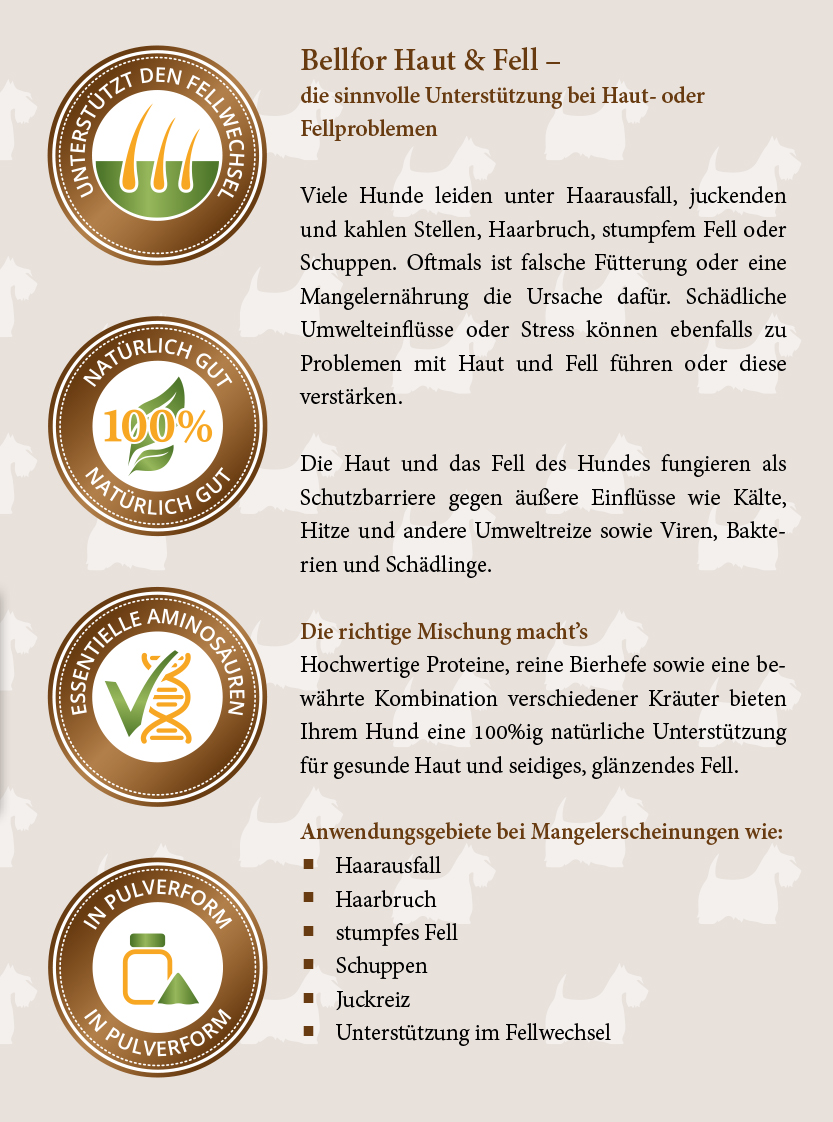 UNTERSTÜTZT DEN FELLWECHSEL
NATÜRLICH GUT
100%
NATÜRLICH GUT
ESSENTIELLE AMINOSÄUREN
IN PULVERFORM
IN PULVERFORM
Bellfor Haut & Fell –
die sinnvolle Unterstützung bei Haut- oder
Fellproblemen
Viele Hunde leiden unter Haarausfall, juckenden
und kahlen Stellen, Haarbruch, stumpfem Fell oder
Schuppen. Oftmals ist falsche Fütterung oder eine
Mangelernährung die Ursache dafür. Schädliche
Umwelteinflüsse oder Stress können ebenfalls zu
Problemen mit Haut und Fell führen oder diese
verstärken.
Die Haut und das Fell des Hundes fungieren als
Schutzbarriere gegen äußere Einflüsse wie Kälte,
Hitze und andere Umweltreize sowie Viren, Bakte-
rien und Schädlinge.
Die richtige Mischung macht’s
Hochwertige Proteine, reine Bierhefe sowie eine be-
währte Kombination verschiedener Kräuter bieten
Ihrem Hund eine 100%ig natürliche Unterstützung
für gesunde Haut und seidiges, glänzendes Fell.
Anwendungsgebiete bei Mangelerscheinungen wie:
Haarausfall
Haarbruch
stumpfes Fell
Schuppen
Juckreiz
Unterstützung im Fellwechsel